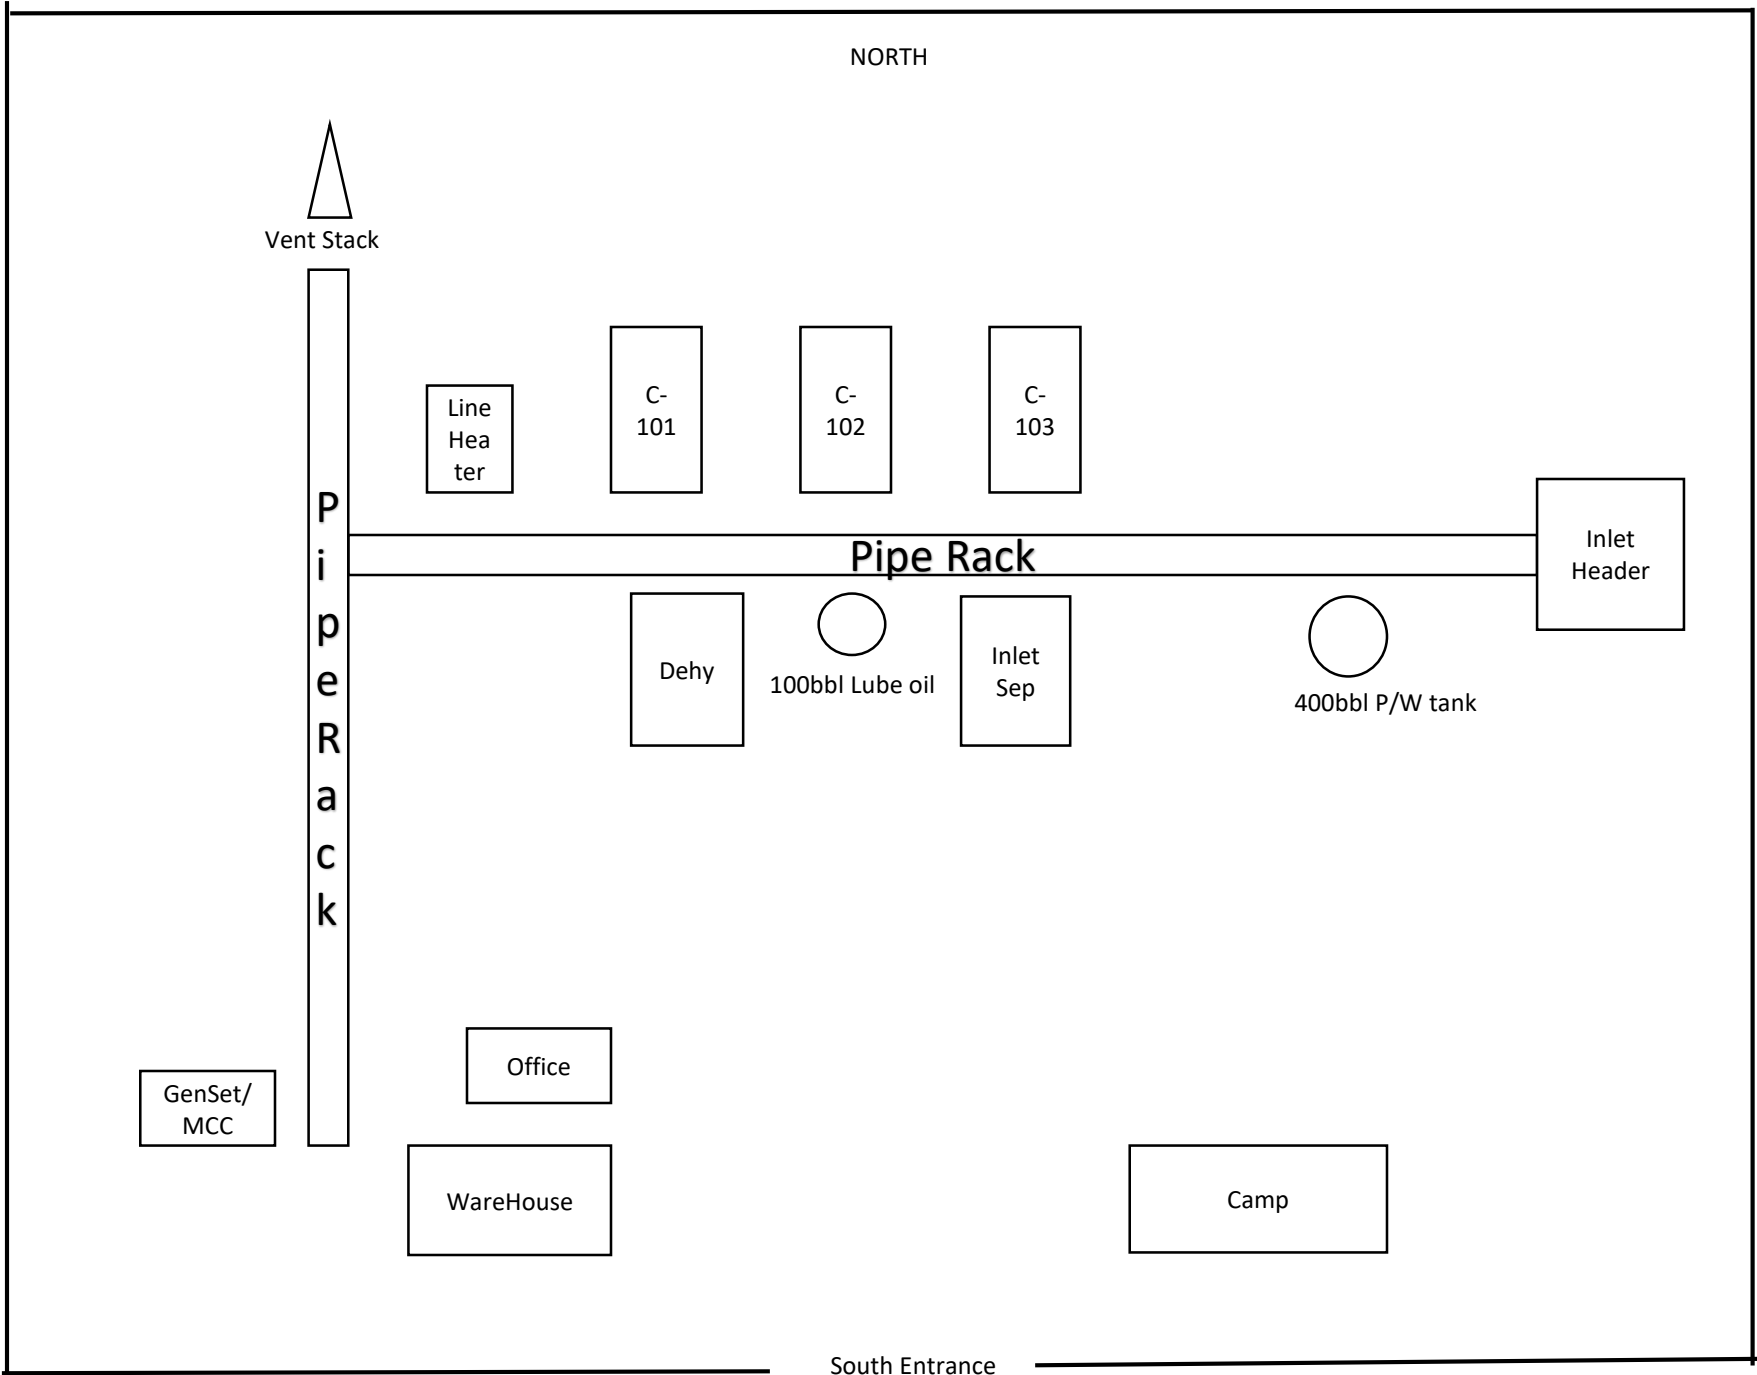 NORTH
Vent Stack
Line
Hea
ter
C-
101
C-
102
C-
103
Pipe Rack
Inlet
Header
P
i
p
e
R
a
c
k
Dehy
100bbl Lube oil
Inlet
Sep
400bbl P/W tank
Office
GenSet/
MCC
WareHouse
Camp
South Entrance